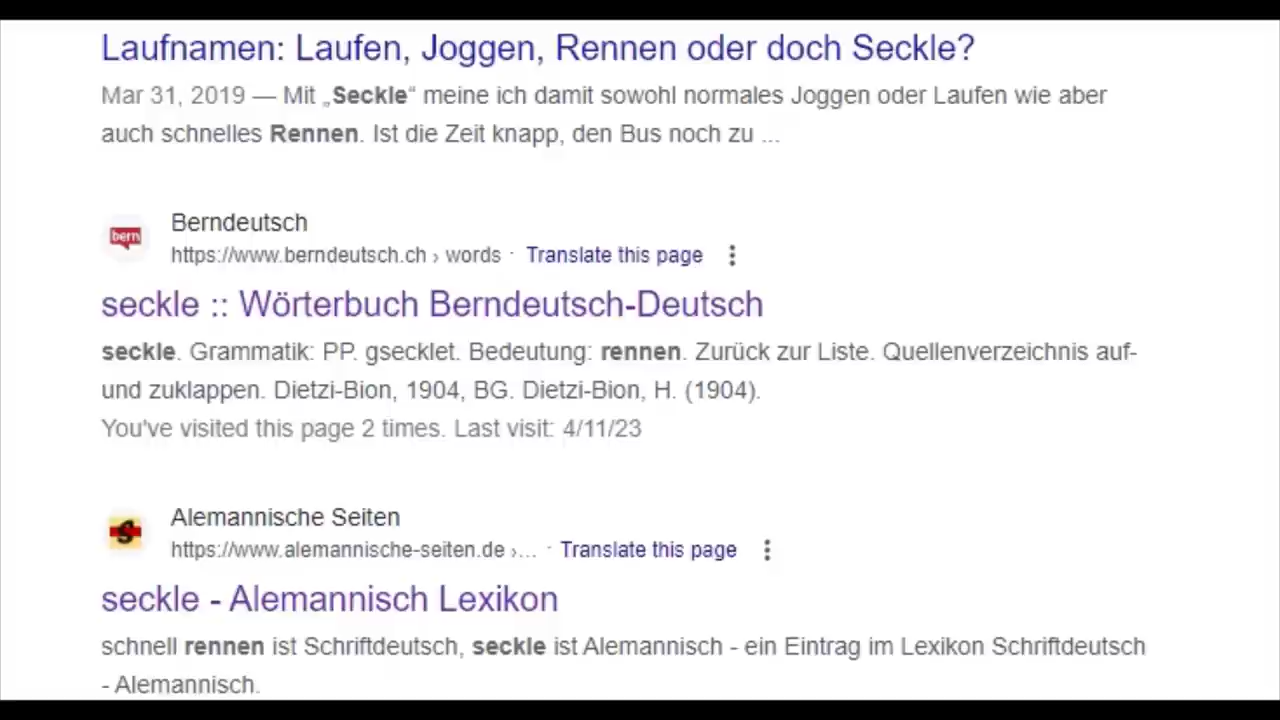 Laufnamen: Laufen, Joggen, Rennen oder doch Seckle?
Mar 31, 2019 — Mit „Seckle“ meine ich damit sowohl normales Joggen oder Laufen wie aber
auch schnelles Rennen. Ist die Zeit knapp, den Bus noch zu ...
bern
Berndeutsch
https://www.berndeutsch.ch › words · Translate this page
seckle :: Wörterbuch Berndeutsch-Deutsch
seckle. Grammatik: PP. gsecklet. Bedeutung: rennen. Zurück zur Liste. Quellenverzeichnis auf-
und zuklappen. Dietzi-Bion, 1904, BG. Dietzi-Bion, H. (1904).
You've visited this page 2 times. Last visit: 4/11/23
S
Alemannische Seiten
https://www.alemannische-seiten.de ›... · Translate this page
seckle - Alemannisch Lexikon
schnell rennen ist Schriftdeutsch, seckle ist Alemannisch - ein Eintrag im Lexikon Schriftdeutsch
- Alemannisch.